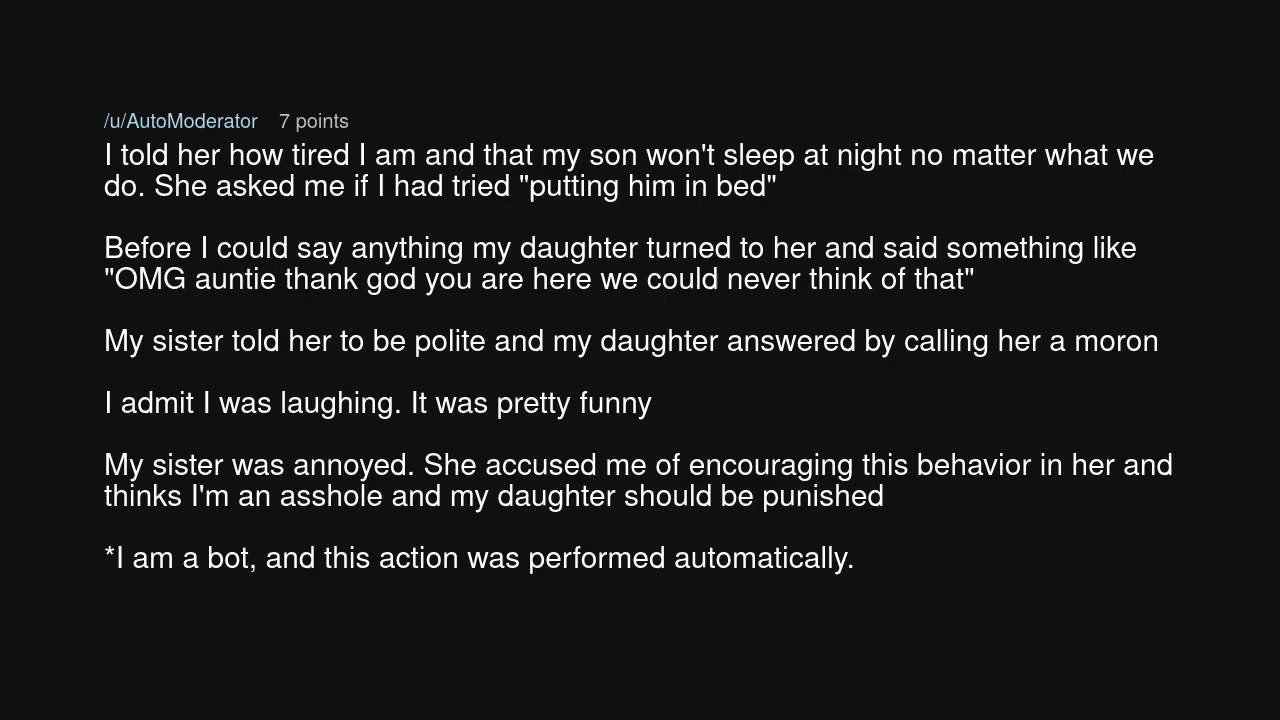 /u/AutoModerator 7 points
I told her how tired I am and that my son won't sleep at night no matter what we
do. She asked me if I had tried "putting him in bed"
Before I could say anything my daughter turned to her and said something like
"OMG auntie thank god you are here we could never think of that"
My sister told her to be polite and my daughter answered by calling her a moron
I admit I was laughing. It was pretty funny
My sister was annoyed. She accused me of encouraging this behavior in her and
thinks I'm an asshole and my daughter should be punished
*I am a bot, and this action was performed automatically.